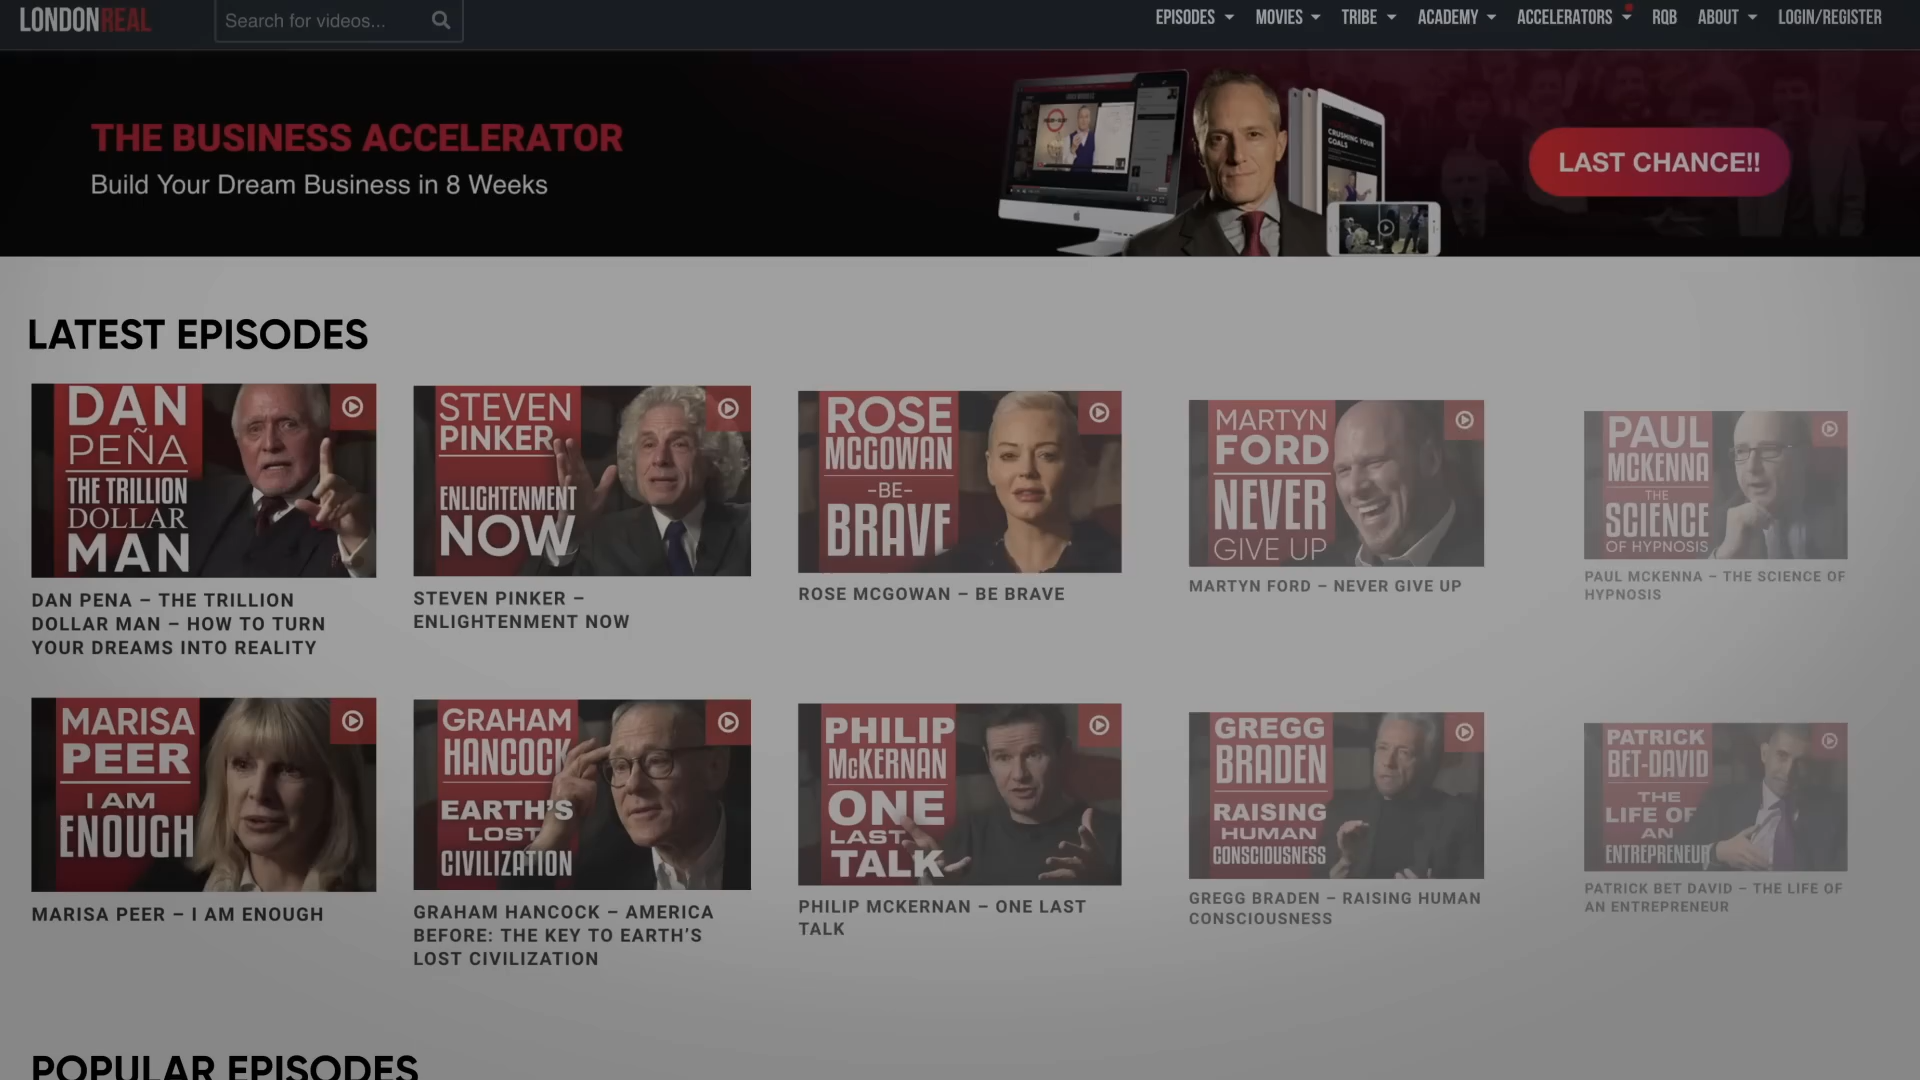 LONDONREAL
Search for videos...
EPISODES
MOVIES
TRIBE
ACADEMY
ACCELERATORS
RQB
ABOUT
LOGIN/REGISTER
THE BUSINESS ACCELERATOR
Build Your Dream Business in 8 Weeks
CRUSHING YOUR
GOALS
LAST CHANCE!!
LATEST EPISODES
DAN
PEÑA
THE TRILLION
DOLLAR
MAN
DAN PENA – THE TRILLION
DOLLAR MAN – HOW TO TURN
YOUR DREAMS INTO REALITY
STEVEN
PINKER
ENLIGHTENMENT
NOW
STEVEN PINKER –
ENLIGHTENMENT NOW
ROSE
MCGOWAN
-BE-
BRAVE
ROSE MCGOWAN – BE BRAVE
MARTYN
FORD
NEVER
GIVE UP
MARTYN FORD – NEVER GIVE UP
PAUL
MCKENNA
THE
SCIENCE
OF HYPNOSIS
PAUL MCKENNA – THE SCIENCE OF
HYPNOSIS
MARISA
PEER
I AM
ENOUGH
MARISA PEER – I AM ENOUGH
GRAHAM
HANCOCK
EARTH'S
LOST
CIVILIZATION
GRAHAM HANCOCK – AMERICA
BEFORE: THE KEY TO EARTH'S
LOST CIVILIZATION
PHILIP
McKERNAN
ONE
LAST
TALK
PHILIP MCKERNAN – ONE LAST
TALK
GREGG
BRADEN
RAISING
HUMAN
CONSCIOUSNESS
GREGG BRADEN – RAISING HUMAN
CONSCIOUSNESS
PATRICK
BET-DAVID
THE
LIFE OF
AN
ENTREPRENEUR
PATRICK BET DAVID – THE LIFE OF
AN ENTREPRENEUR
POPULAR EPISODES